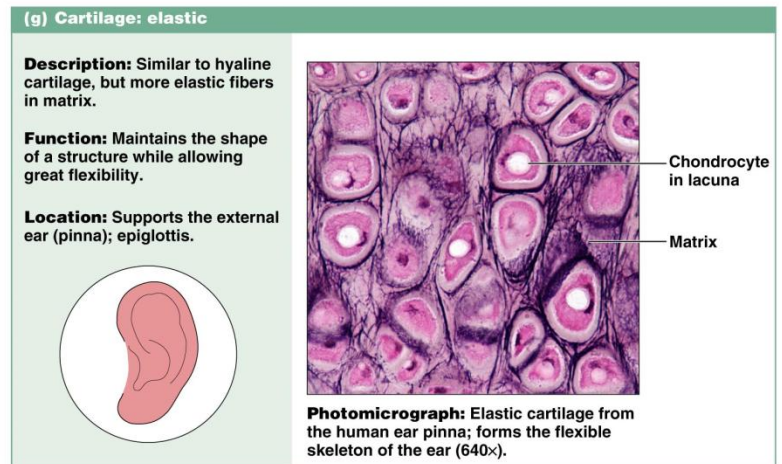 (g) Cartilage: elastic
Description: Similar to hyaline
cartilage, but more elastic fibers
in matrix.
Function: Maintains the shape
of a structure while allowing
great flexibility.
Location: Supports the external
ear (pinna); epiglottis.
Chondrocyte
in lacuna
Matrix
Photomicrograph: Elastic cartilage from
the human ear pinna; forms the flexible
skeleton of the ear (640×).